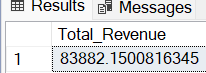 Results Messages
Total_Revenue
1 83882.1500816345